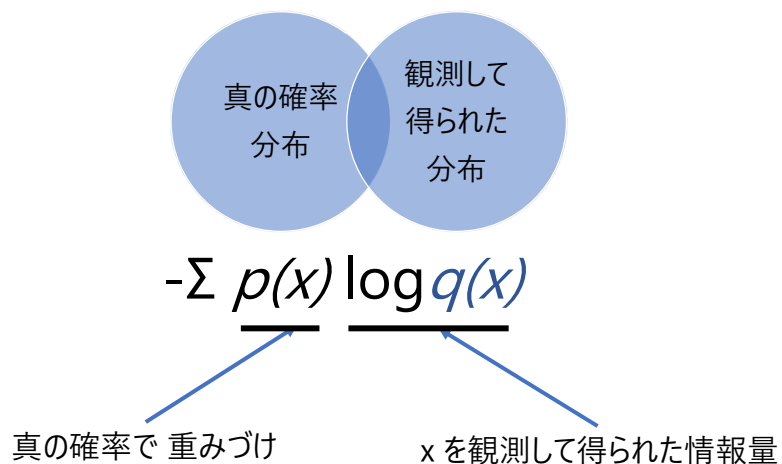 真の確率
分布
観測して
得られた
分布
-Σ p(x) log q(x)
真の確率で 重みづけ
x を観測して得られた情報量